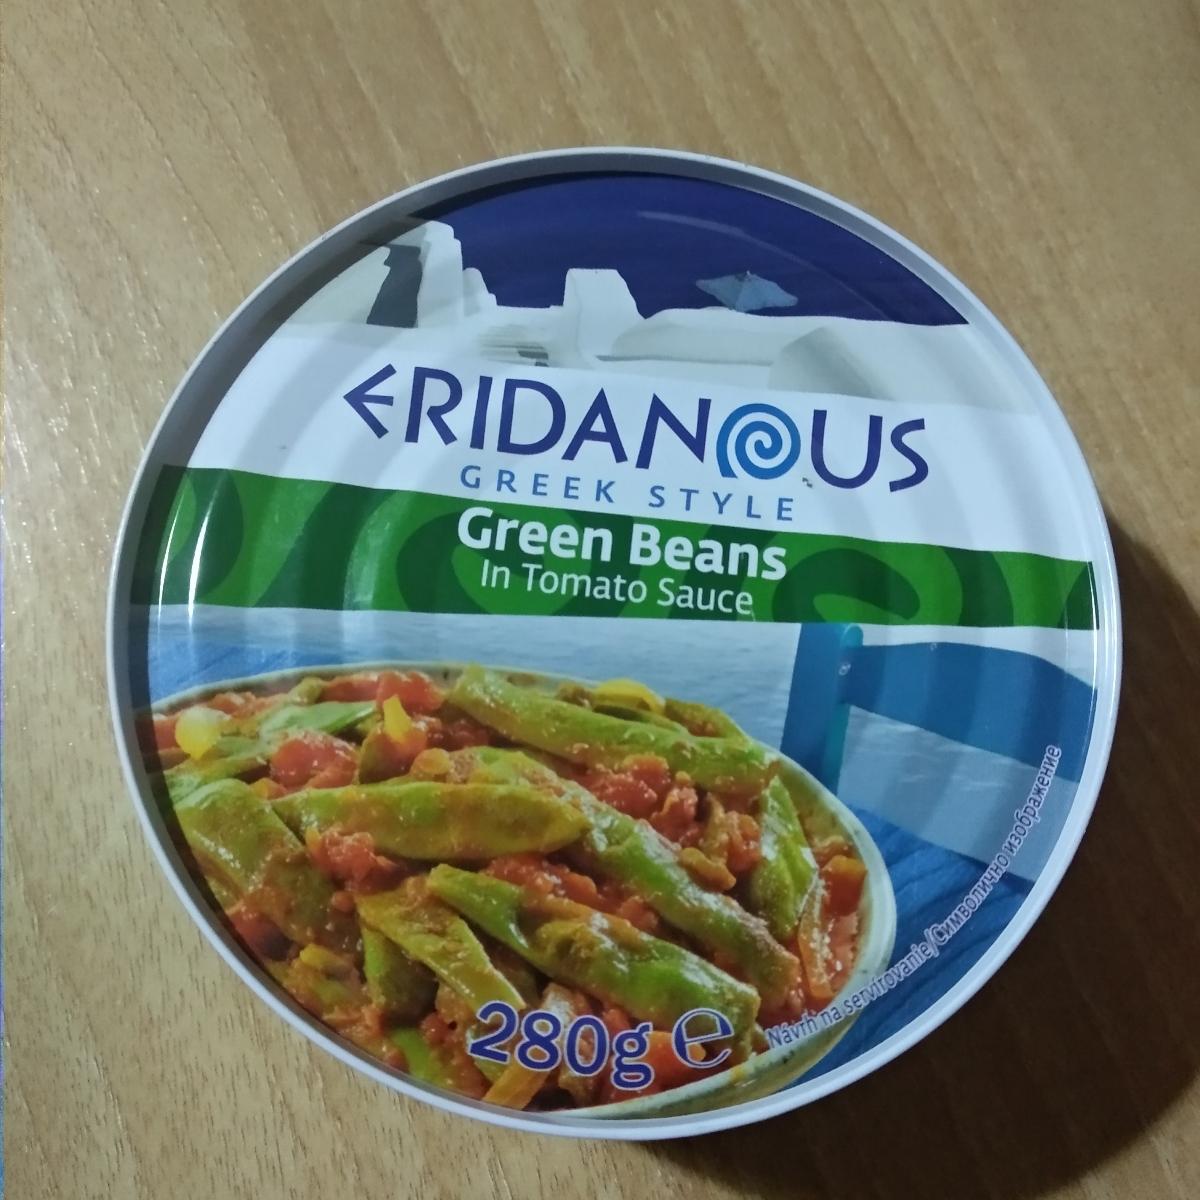 ERIDANOUS
GREEK STYLE
Green Beans
In Tomato Sauce
280g ℮
Návrh na servírovanie/Символично изображение